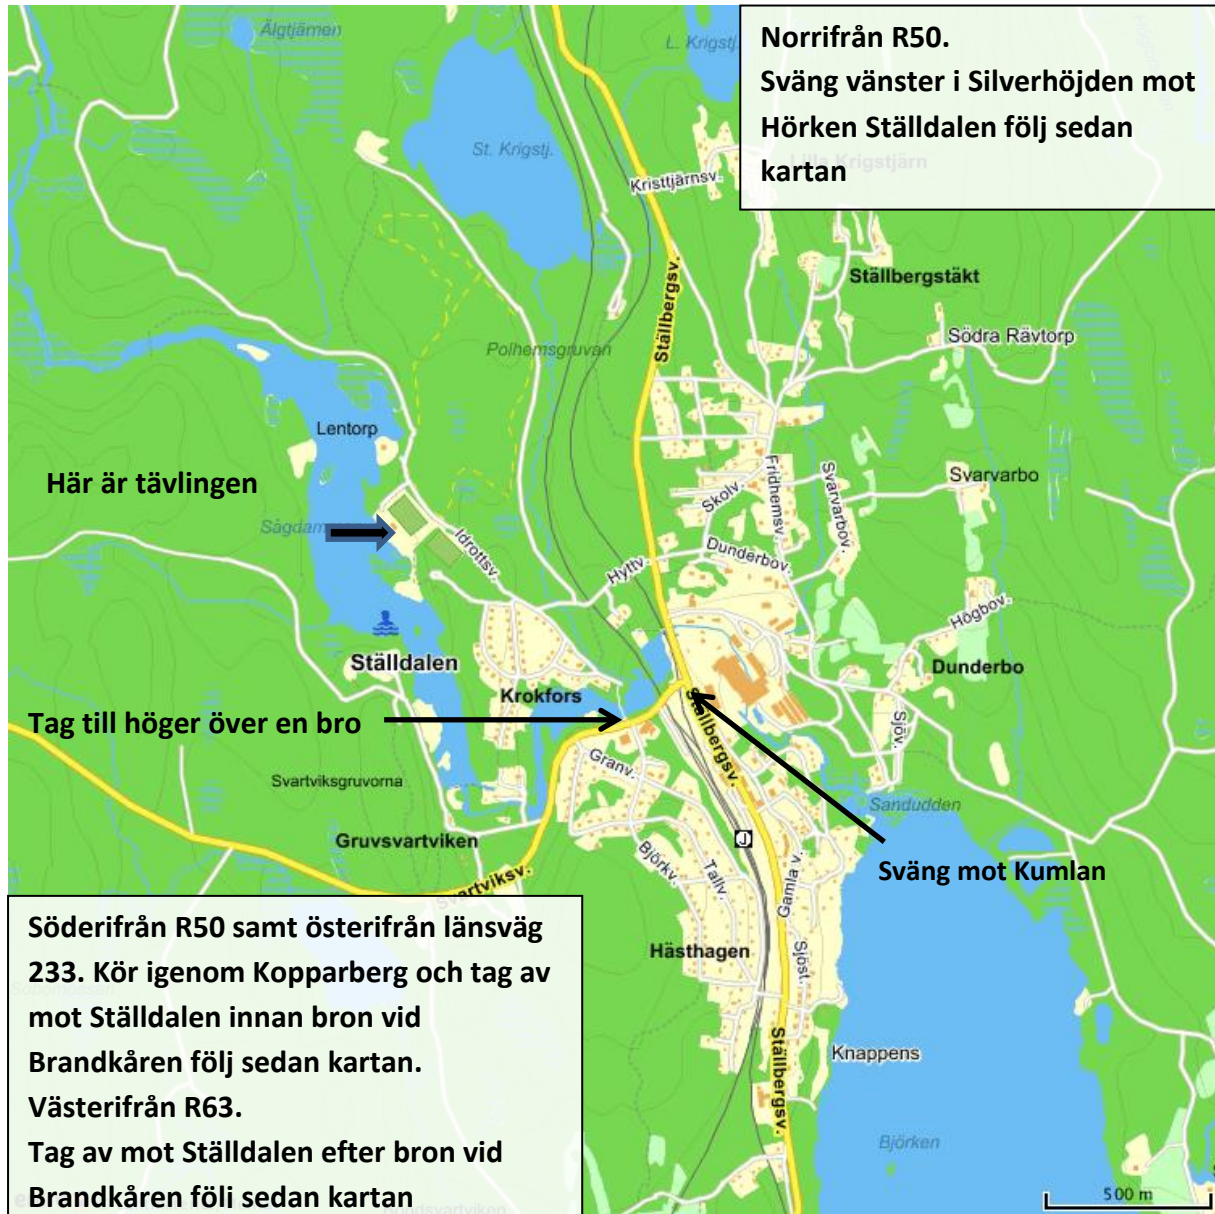 Älgtjärnen
L. Krigstj.
Norrifrån R50.
Sväng vänster i Silverhöjden mot
Hörken Ställdalen följ sedan
kartan
Lilla Krigstjärn
St. Krigstj.
Kristtjärnsv.
Ställbergsv.
Ställbergstäkt
Södra Rävtorp
Polhemsgruvan
Lentorp
Här är tävlingen
Skolv.
Fridhemsv.
Svarvarbov.
Svarvarbo
Idrottsv.
Hyttv.
Dunderbov.
Högbov.
Ställdalen
Krokfors
Dunderbo
Tag till höger över en bro
Ställbergsv.
Sjöv.
Granv.
Svartviksgruvorna
Sandudden
Gruvsvartviken
Björkv.
Tallv.
J
Gamla v.
Sväng mot Kumlan
Svartviksv.
Hästhagen
Sjöst.
Söderifrån R50 samt österifrån länsväg
233. Kör igenom Kopparberg och tag av
mot Ställdalen innan bron vid
Brandkåren följ sedan kartan.
Västerifrån R63.
Tag av mot Ställdalen efter bron vid
Brandkåren följ sedan kartan
Ställbergsv.
Knappens
Björken
500 m